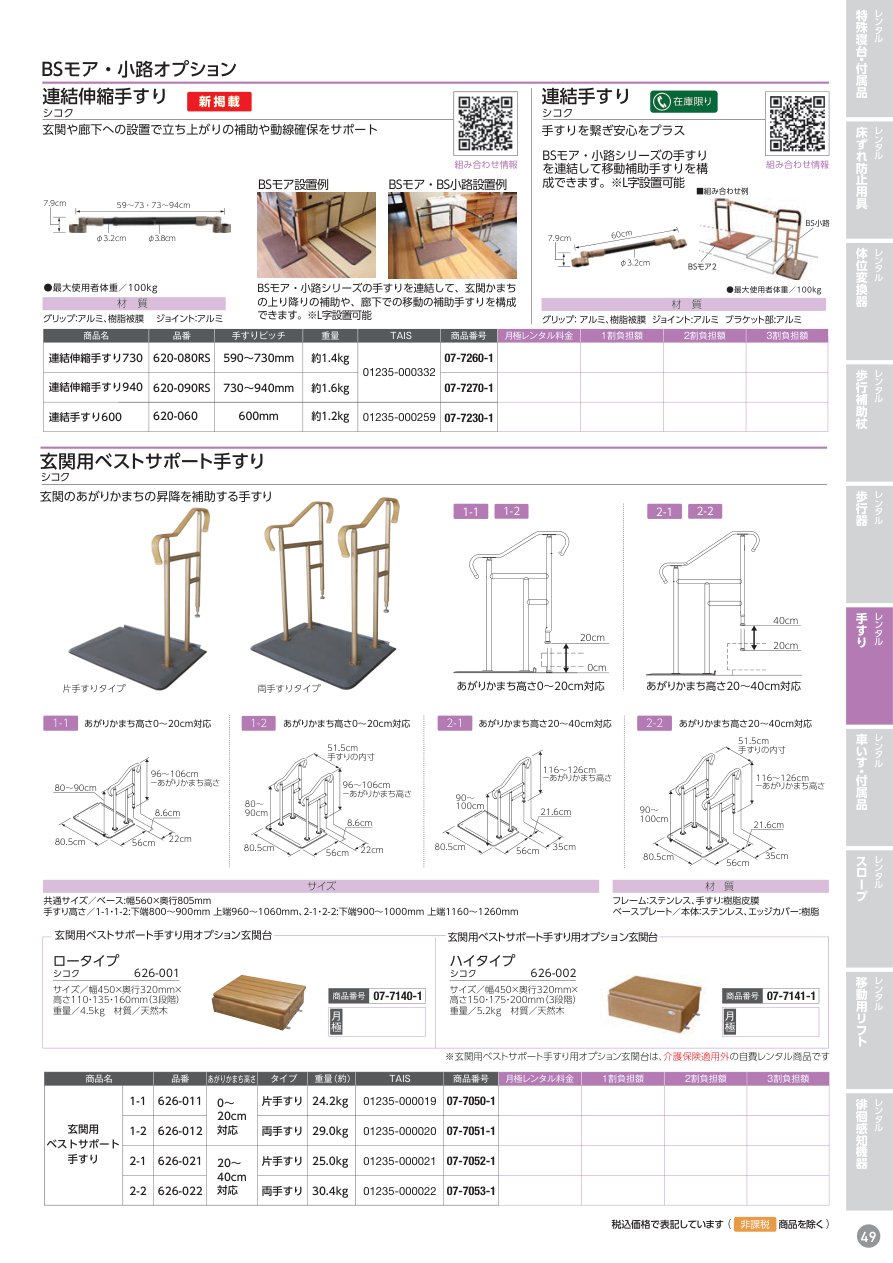 BSモア・小路オプション
連結伸縮手すり
新掲載
シコク
玄関や廊下への設置で立ち上がりの補助や動線確保をサポート
組み合わせ情報
BSモア設置例
BSモア・BS小路設置例
7.9cm
59〜73・73〜94cm
φ3.2cm
φ3.8cm
●最大使用者体重／100kg
BSモア・小路シリーズの手すりを連結して、玄関かまち
の上り降りの補助や、廊下での移動の補助手すりを構成
できます。※L字設置可能
材 質
グリップ:アルミ、樹脂被膜 ジョイント:アルミ
連結手すり
在庫限り
シコク
手すりを繋ぎ安心をプラス
組み合わせ情報
BSモア・小路シリーズの手すり
を連結して移動補助手すりを構
成できます。※L字設置可能
■組み合わせ例
7.9cm
60cm
φ3.2cm
BS小路
BSモア2
●最大使用者体重／100kg
材 質
グリップ: アルミ、樹脂被膜 ジョイント:アルミ ブラケット部:アルミ
商品名 品番 手すりピッチ 重量 TAIS 商品番号 月極レンタル料金 1割負担額 2割負担額 3割負担額
連結伸縮手すり730 620-080RS 590〜730mm 約1.4kg 01235-000332 07-7260-1
連結伸縮手すり940 620-090RS 730〜940mm 約1.6kg 07-7270-1
連結手すり600 620-060 600mm 約1.2kg 01235-000259 07-7230-1
玄関用ベストサポート手すり
シコク
玄関のあがりかまちの昇降を補助する手すり
片手すりタイプ
両手すりタイプ
1-1 1-2
20cm
0cm
あがりかまち高さ0〜20cm対応
2-1 2-2
40cm
20cm
あがりかまち高さ20〜40cm対応
1-1 あがりかまち高さ0〜20cm対応
80〜90cm
96〜106cm
−あがりかまち高さ
8.6cm
80.5cm
56cm
22cm
1-2 あがりかまち高さ0〜20cm対応
51.5cm
手すりの内寸
80〜
90cm
96〜106cm
−あがりかまち高さ
8.6cm
80.5cm
56cm
22cm
2-1 あがりかまち高さ20〜40cm対応
116〜126cm
−あがりかまち高さ
90〜
100cm
21.6cm
80.5cm
56cm
35cm
2-2 あがりかまち高さ20〜40cm対応
51.5cm
手すりの内寸
116〜126cm
−あがりかまち高さ
90〜
100cm
21.6cm
80.5cm
56cm
35cm
サイズ
共通サイズ／ベース:幅560×奥行805mm
手すり高さ／1-1・1-2:下端800〜900mm 上端960〜1060mm、2-1・2-2:下端900〜1000mm 上端1160〜1260mm
材 質
フレーム:ステンレス、手すり:樹脂皮膜
ベースプレート／本体:ステンレス、エッジカバー:樹脂
玄関用ベストサポート手すり用オプション玄関台
ロータイプ
シコク 626-001
サイズ／幅450×奥行320mm×
高さ110・135・160mm（3段階）
重量／4.5kg 材質／天然木
商品番号 07-7140-1
月極
玄関用ベストサポート手すり用オプション玄関台
ハイタイプ
シコク 626-002
サイズ／幅450×奥行320mm×
高さ150・175・200mm（3段階）
重量／5.2kg 材質／天然木
商品番号 07-7141-1
月極
※玄関用ベストサポート手すり用オプション玄関台は、介護保険適用外の自費レンタル商品です
商品名 品番 あがりかまち高さ タイプ 重量（約） TAIS 商品番号 月極レンタル料金 1割負担額 2割負担額 3割負担額
玄関用
ベストサポート
手すり
1-1 626-011 0〜20cm対応 片手すり 24.2kg 01235-000019 07-7050-1
1-2 626-012 両手すり 29.0kg 01235-000020 07-7051-1
2-1 626-021 20〜40cm対応 片手すり 25.0kg 01235-000021 07-7052-1
2-2 626-022 両手すり 30.4kg 01235-000022 07-7053-1
税込価格で表記しています（ 非課税 商品を除く）
レンタル 特殊寝台・付属品
レンタル 床ずれ防止用具
レンタル 体位変換器
レンタル 歩行補助杖
レンタル 歩行器
レンタル 手すり
レンタル 車いす・付属品
レンタル スロープ
レンタル 移動用リフト
レンタル 徘徊感知機器
49